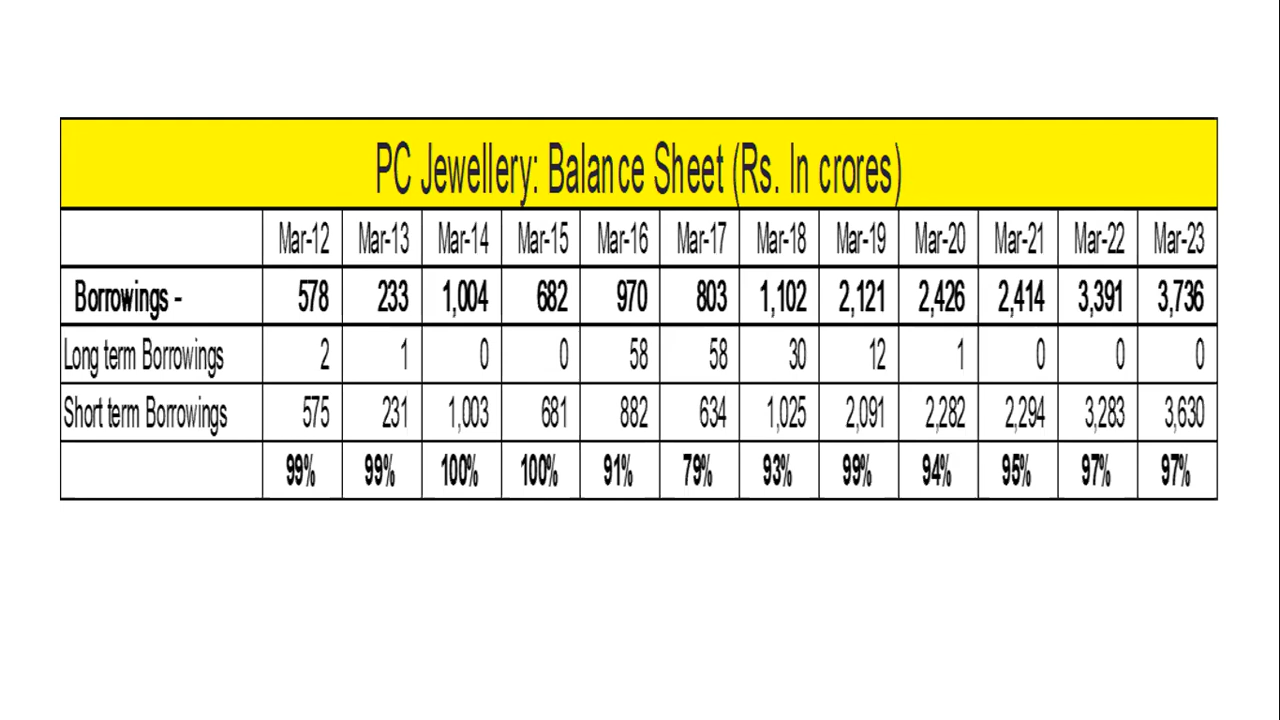 PC Jewellery: Balance Sheet (Rs. In crores)
Mar-12 Mar-13 Mar-14 Mar-15 Mar-16 Mar-17 Mar-18 Mar-19 Mar-20 Mar-21 Mar-22 Mar-23
Borrowings - 578 233 1,004 682 970 803 1,102 2,121 2,426 2,414 3,391 3,736
Long term Borrowings 2 1 0 0 58 58 30 12 1 0 0 0
Short term Borrowings 575 231 1,003 681 882 634 1,025 2,091 2,282 2,294 3,283 3,630
99% 99% 100% 100% 91% 79% 93% 99% 94% 95% 97% 97%